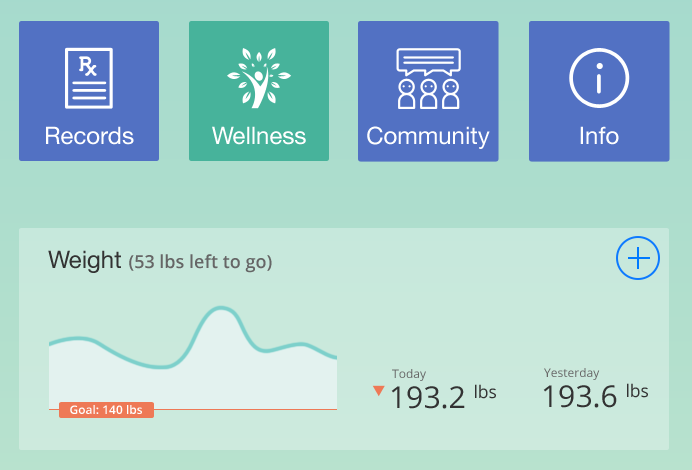 Rx
Records
Wellness
Community
Info
Weight (53 lbs left to go)
Goal: 140 lbs
Today
193.2 lbs
Yesterday
193.6 lbs